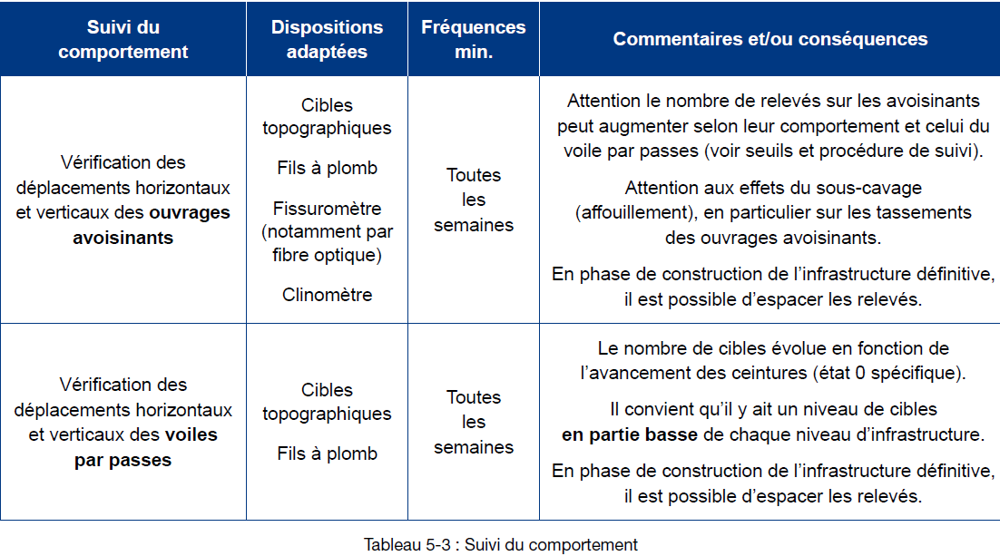 Suivi du
comportement
Dispositions
adaptées
Fréquences
min.
Commentaires et/ou conséquences
Vérification des
déplacements horizontaux
et verticaux des ouvrages
avoisinants
Cibles
topographiques
Fils à plomb
Fissuromètre
(notamment par
fibre optique)
Clinomètre
Toutes
les
semaines
Attention le nombre de relevés sur les avoisinants
peut augmenter selon leur comportement et celui du
voile par passes (voir seuils et procédure de suivi).
Attention aux effets du sous-cavage
(affouillement), en particulier sur les tassements
des ouvrages avoisinants.
En phase de construction de l’infrastructure définitive,
il est possible d’espacer les relevés.
Vérification des
déplacements horizontaux
et verticaux des voiles
par passes
Cibles
topographiques
Fils à plomb
Toutes
les
semaines
Le nombre de cibles évolue en fonction de
l’avancement des ceintures (état 0 spécifique).
Il convient qu’il y ait un niveau de cibles
en partie basse de chaque niveau d’infrastructure.
En phase de construction de l’infrastructure définitive,
il est possible d’espacer les relevés.
Tableau 5-3 : Suivi du comportement